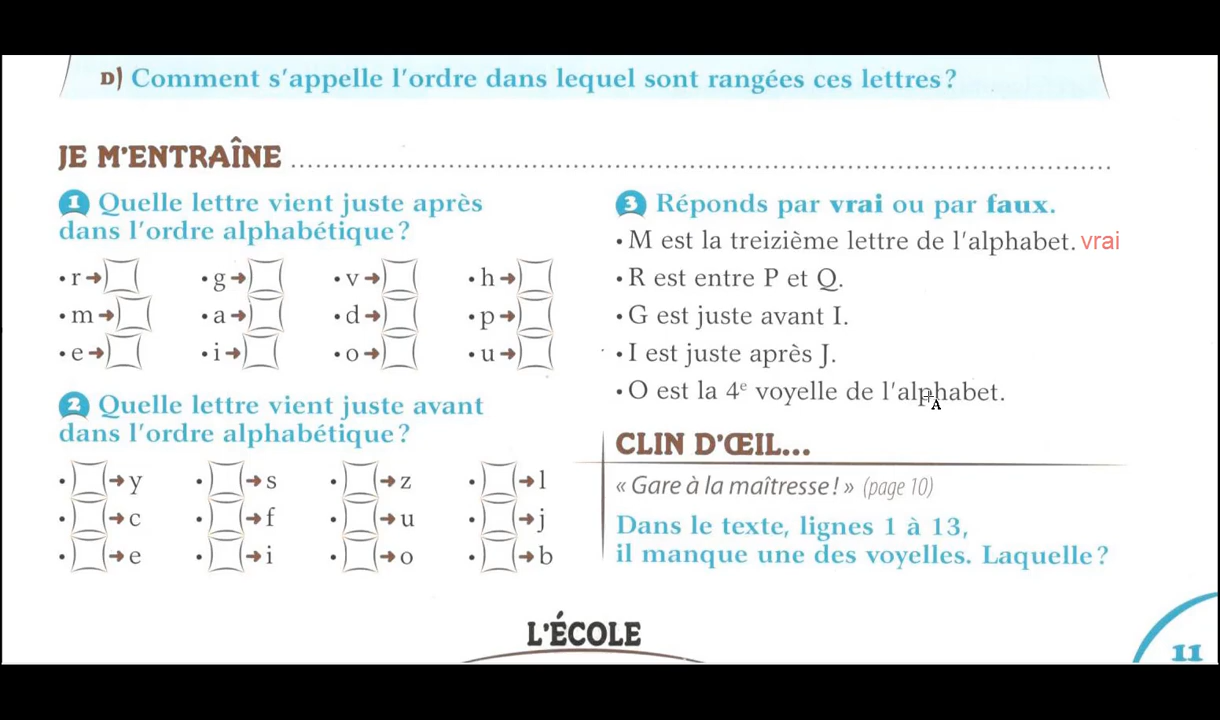 D) Comment s'appelle l'ordre dans lequel sont rangées ces lettres ?
JE M'ENTRAÎNE
1 Quelle lettre vient juste après
dans l'ordre alphabétique ?
• r → • g → • v → • h →
• m → • a → • d → • p →
• e → • i → • o → • u →
2 Quelle lettre vient juste avant
dans l'ordre alphabétique ?
• → y • → s • → z • → l
• → c • → f • → u • → j
• → e • → i • → o • → b
3 Réponds par vrai ou par faux.
• M est la treizième lettre de l'alphabet. vrai
• R est entre P et Q.
• G est juste avant I.
• I est juste après J.
• O est la 4e voyelle de l'alphabet.
CLIN D'ŒIL...
« Gare à la maîtresse ! » (page 10)
Dans le texte, lignes 1 à 13,
il manque une des voyelles. Laquelle ?
L'ÉCOLE
11